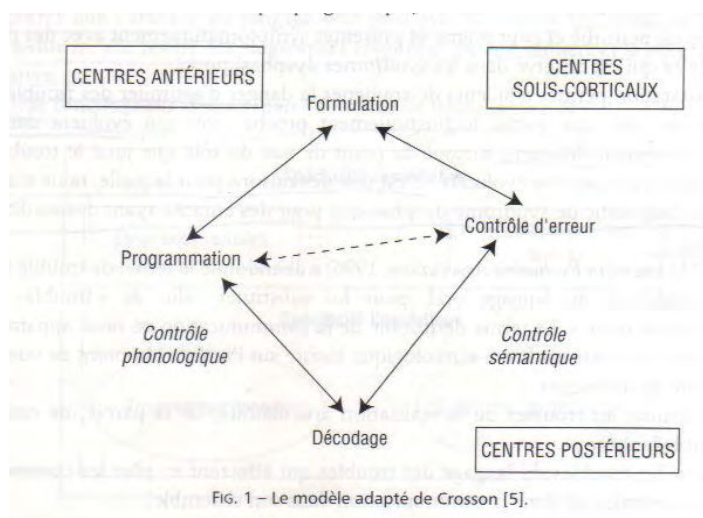 CENTRES ANTÉRIEURS
CENTRES
SOUS-CORTICAUX
Formulation
Contrôle d'erreur
Programmation
Contrôle
phonologique
Contrôle
sémantique
Décodage
CENTRES POSTÉRIEURS
FIG. 1 – Le modèle adapté de Crosson [5].